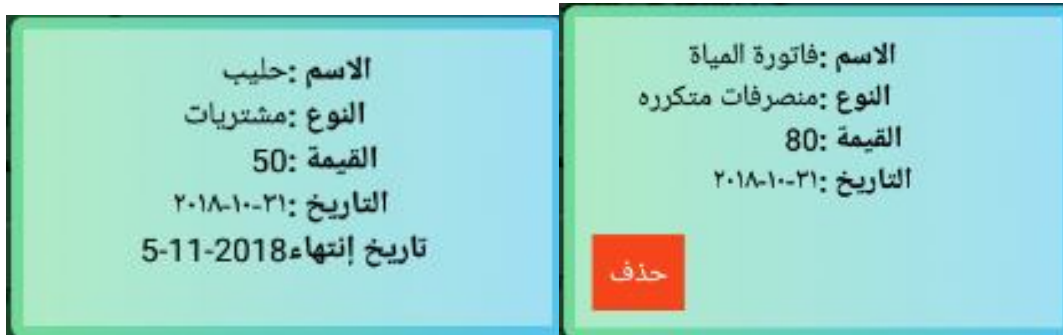 الاسم :فاتورة المياة
النوع :منصرفات متكرره
القيمة :80
التاريخ :٣١-١٠-٢٠١٨
حذف
الاسم :حليب
النوع :مشتريات
القيمة :50
التاريخ :٣١-١٠-٢٠١٨
تاريخ إنتهاء5-11-2018